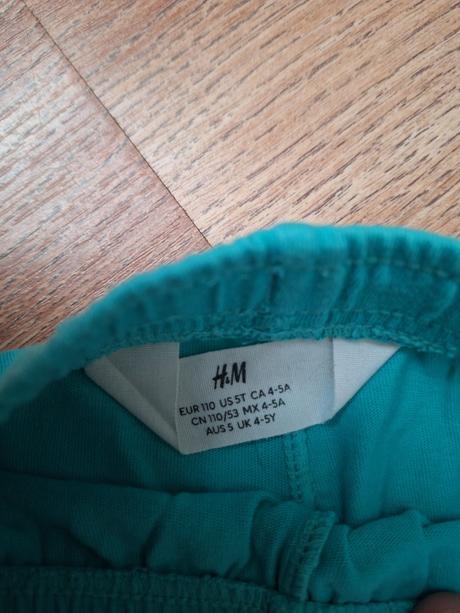 H&M
EUR 110 US 5T CA 4-5A
CN 110/53 MX 4-5A
AUS 5 UK 4-5Y